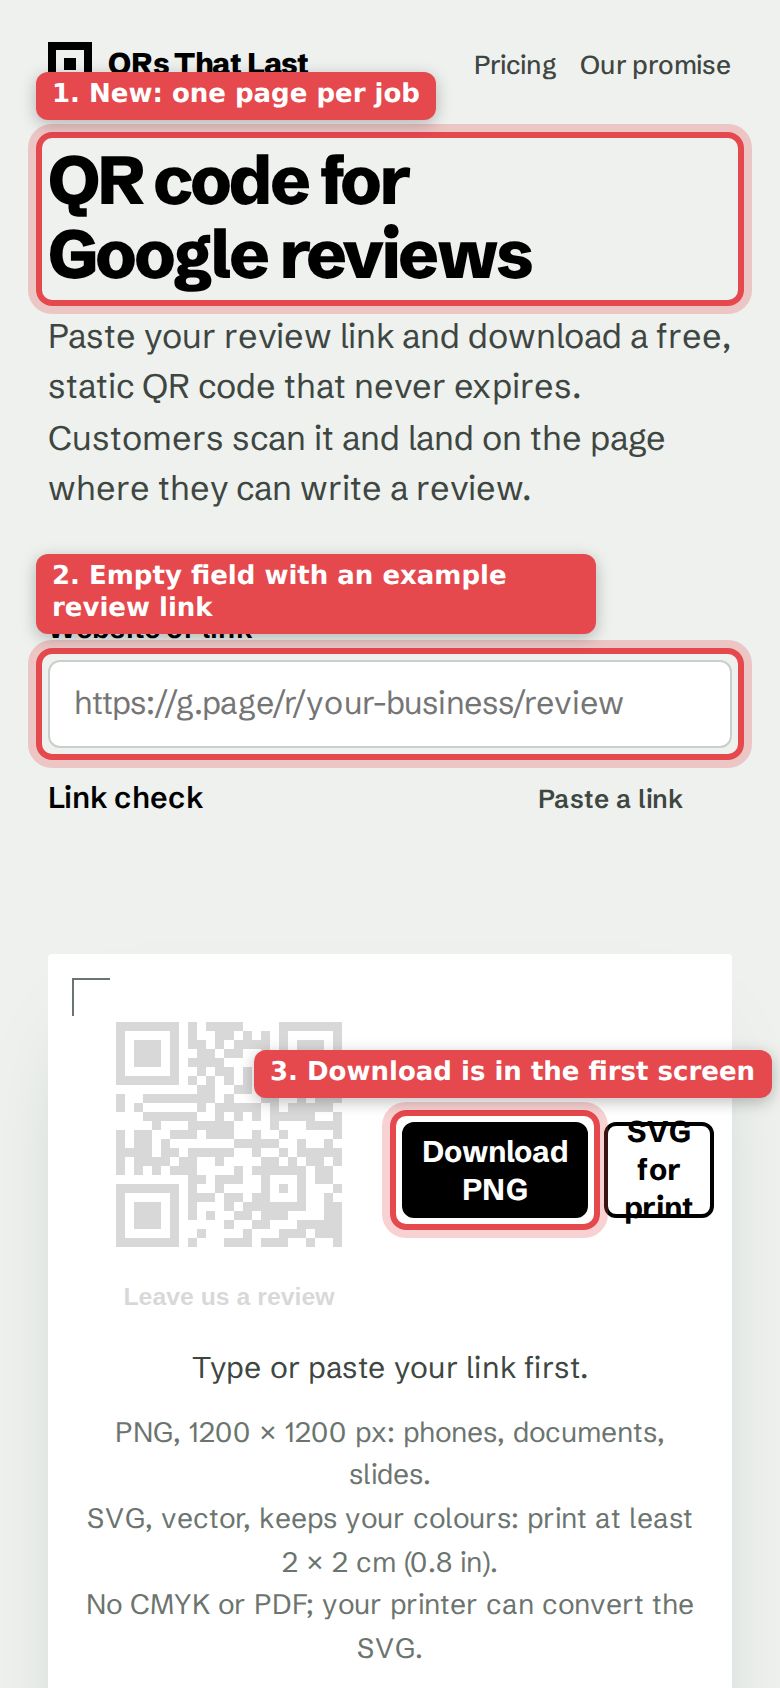 QRs That Last
Pricing Our promise
1. New: one page per job
QR code for
Google reviews
Paste your review link and download a free,
static QR code that never expires.
Customers scan it and land on the page
where they can write a review.
2. Empty field with an example
review link
Website or link
https://g.page/r/your-business/review
Link check
Paste a link
3. Download is in the first screen
Download
PNG
SVG
for
print
Leave us a review
Type or paste your link first.
PNG, 1200 × 1200 px: phones, documents,
slides.
SVG, vector, keeps your colours: print at least
2 × 2 cm (0.8 in).
No CMYK or PDF; your printer can convert the
SVG.